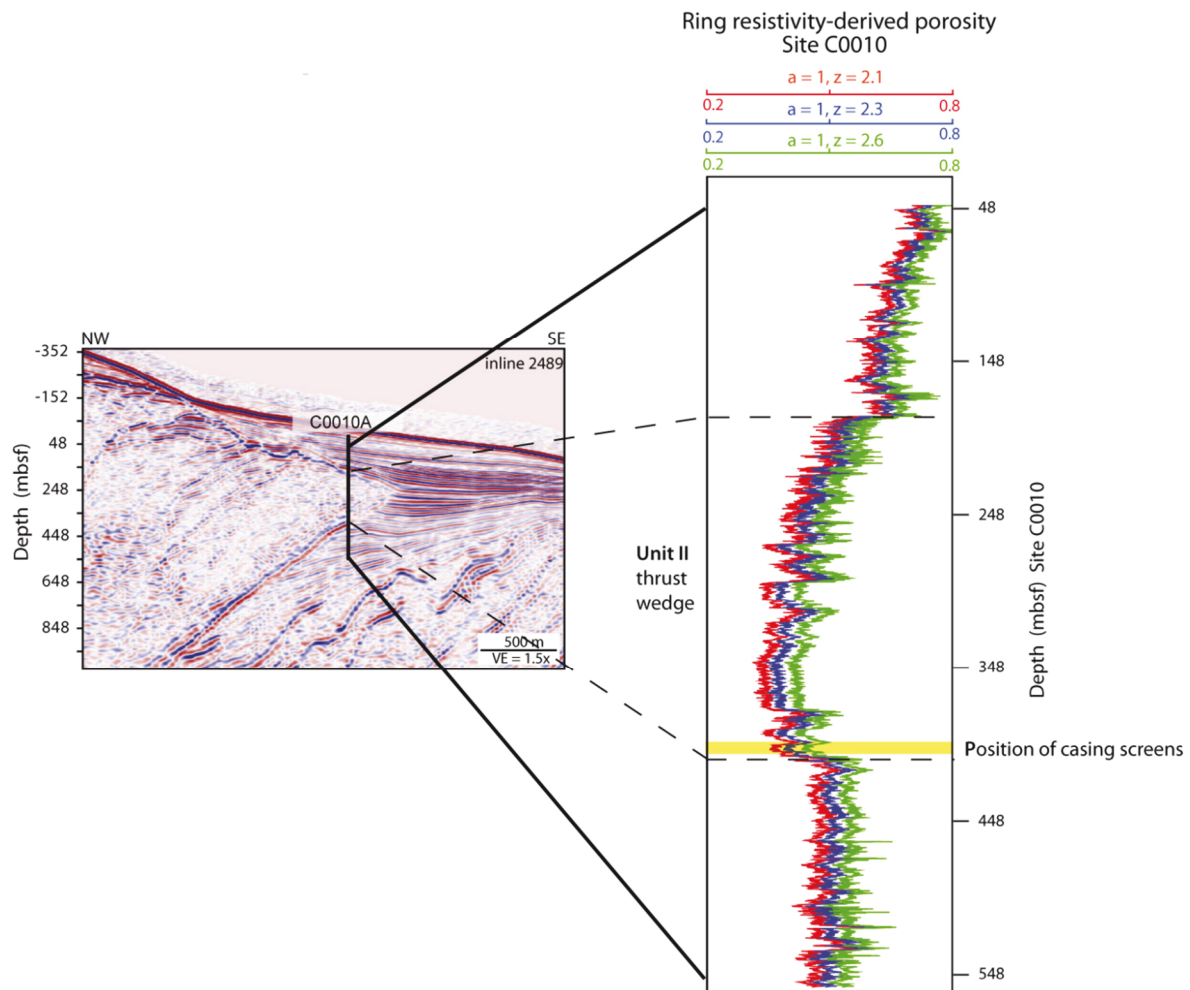 Ring resistivity-derived porosity
Site C0010
a = 1, z = 2.1
0.2 0.8
a = 1, z = 2.3
0.2 0.8
a = 1, z = 2.6
0.2 0.8
NW SE
inline 2489
C0010A
-352
-152
48
248
448
648
848
Depth (mbsf)
500 m
VE = 1.5x
Unit II
thrust
wedge
48
148
248
348
448
548
Depth (mbsf) Site C0010
Position of casing screens